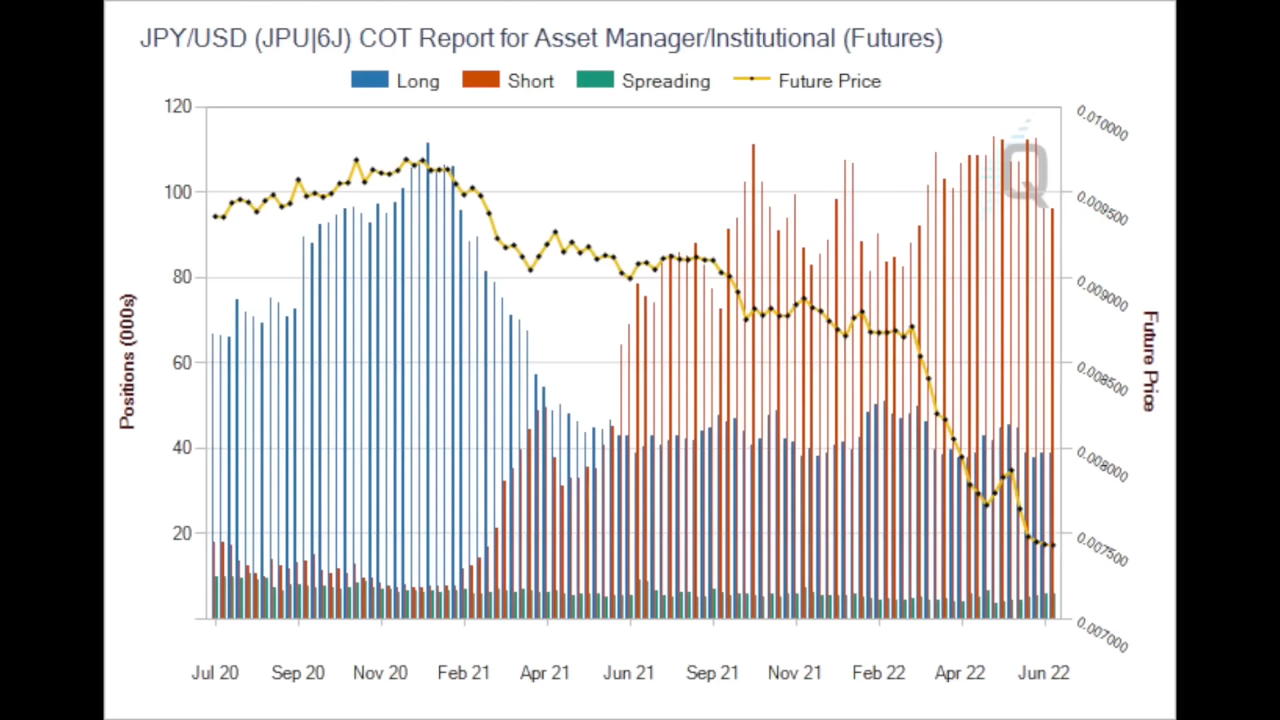 JPY/USD (JPU|6J) COT Report for Asset Manager/Institutional (Futures)
Long Short Spreading Future Price
120
100
80
60
40
20
Positions (000s)
0.010000
0.009500
0.009000
0.008500
0.008000
0.007500
0.007000
Future Price
Q
Jul 20 Sep 20 Nov 20 Feb 21 Apr 21 Jun 21 Sep 21 Nov 21 Feb 22 Apr 22 Jun 22